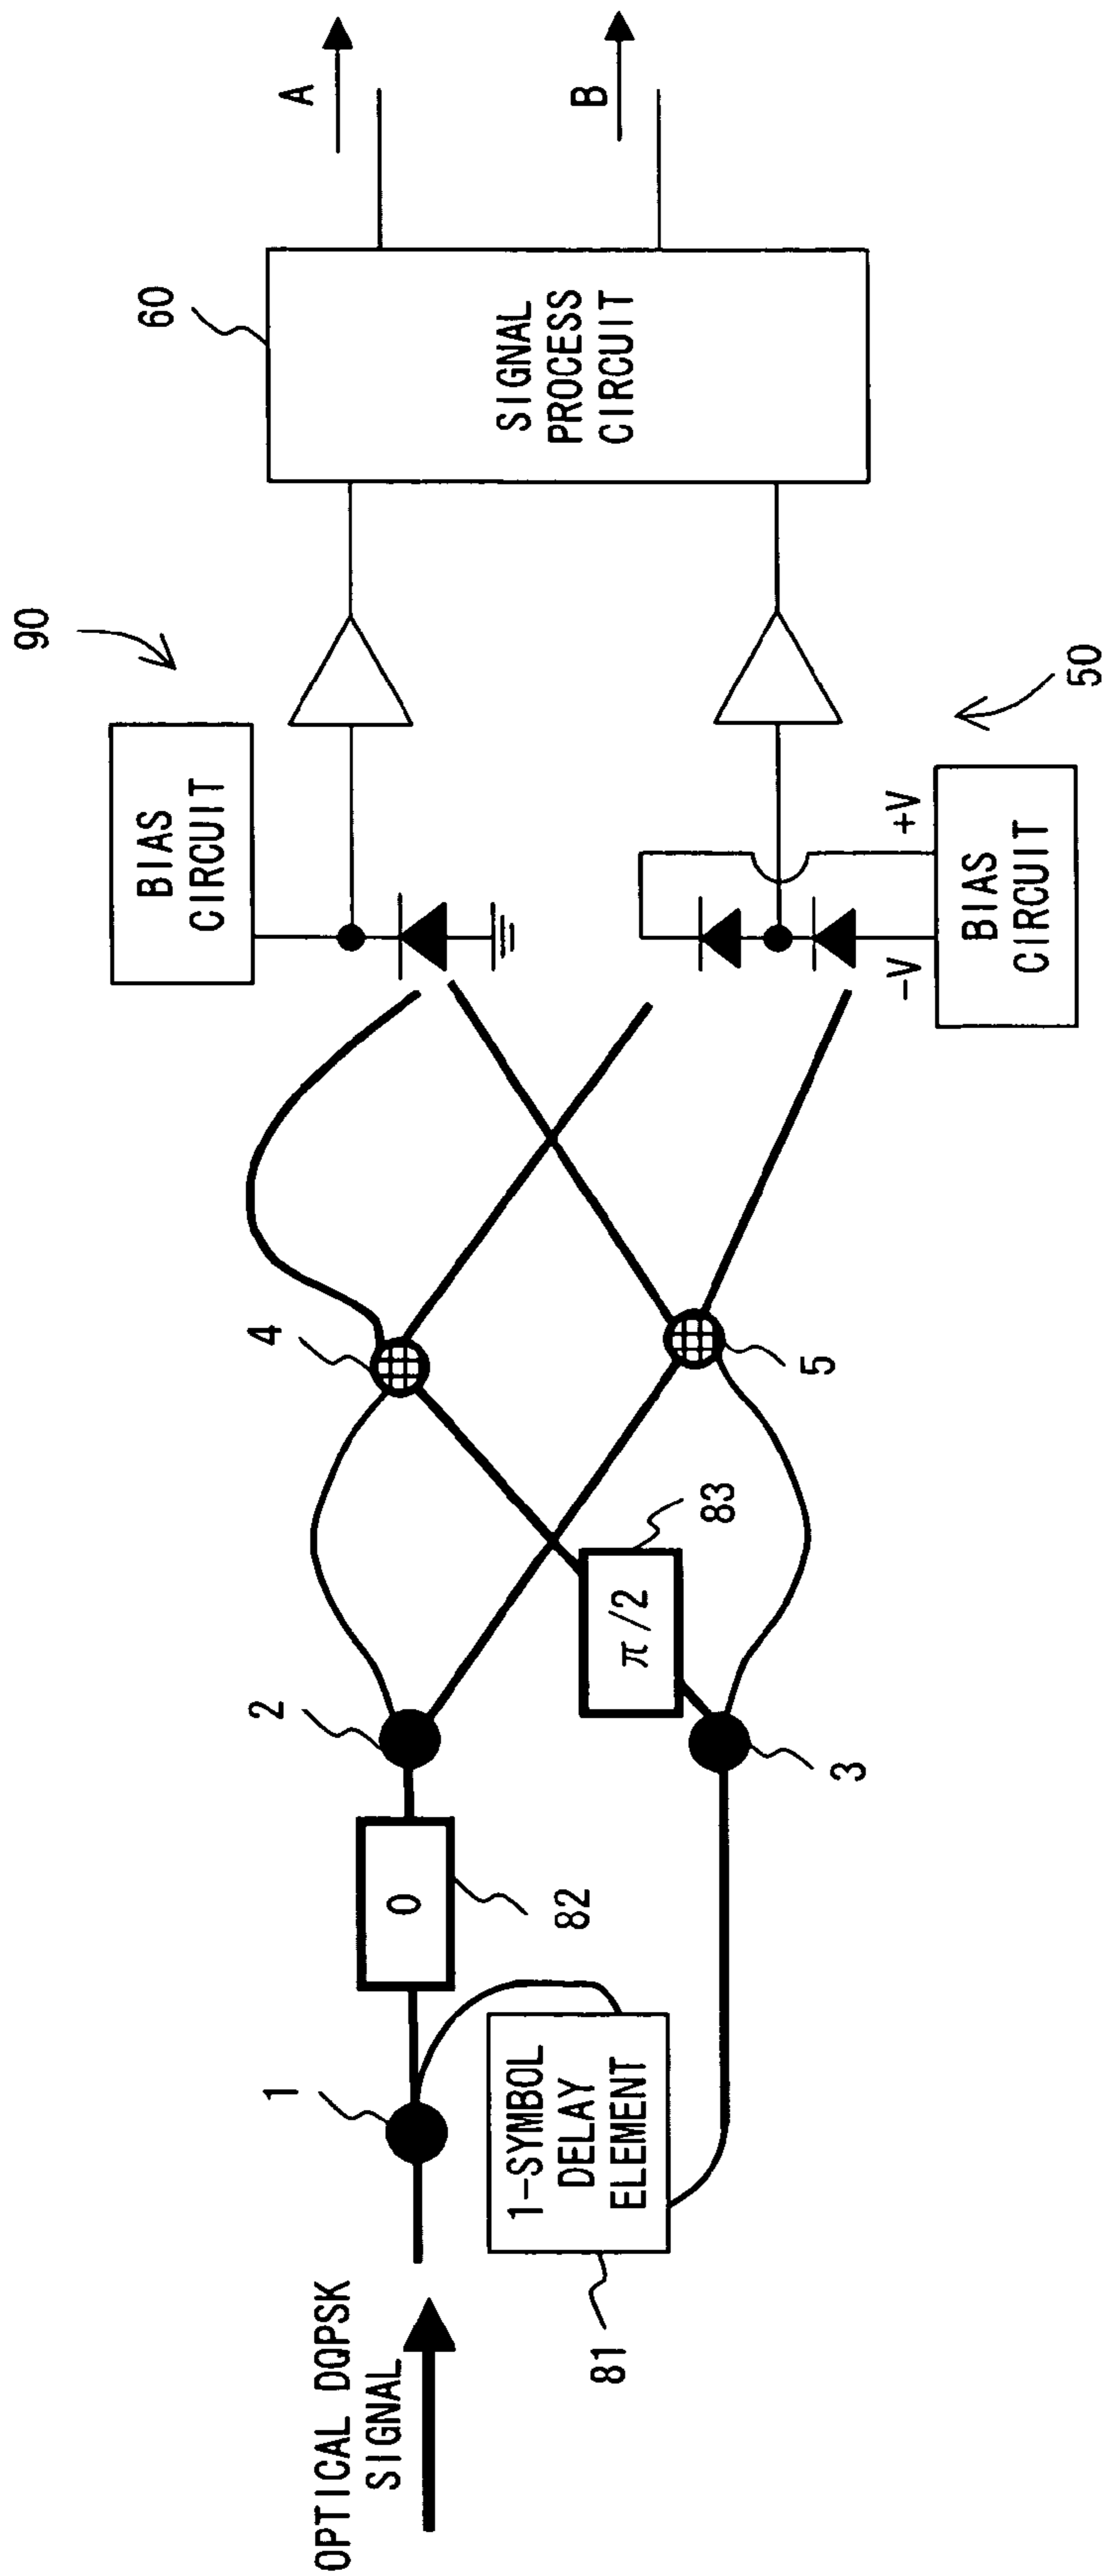 OPTICAL DQPSK
SIGNAL
1
0
82
1-SYMBOL
DELAY
ELEMENT
81
2
3
π/2
83
4
5
BIAS
CIRCUIT
90
-V
+V
BIAS
CIRCUIT
50
60
SIGNAL
PROCESS
CIRCUIT
A
B